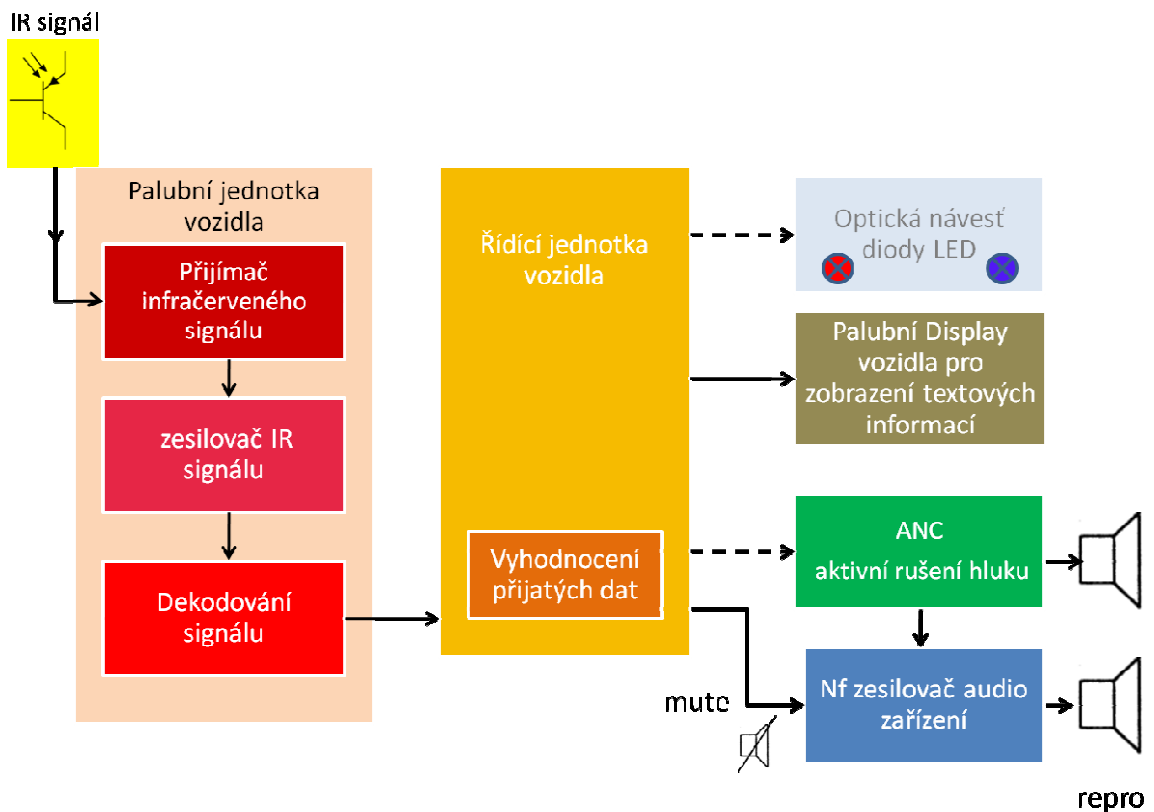 IR signál
Palubní jednotka
vozidla
Přijímač
infračerveného
signálu
zesilovač IR
signálu
Dekodování
signálu
Řídící jednotka
vozidla
Vyhodnocení
přijatých dat
Optická návesť
diody LED
Palubní Display
vozidla pro
zobrazení textových
informací
ANC
aktivní rušení hluku
mute
Nf zesilovač audio
zařízení
repro